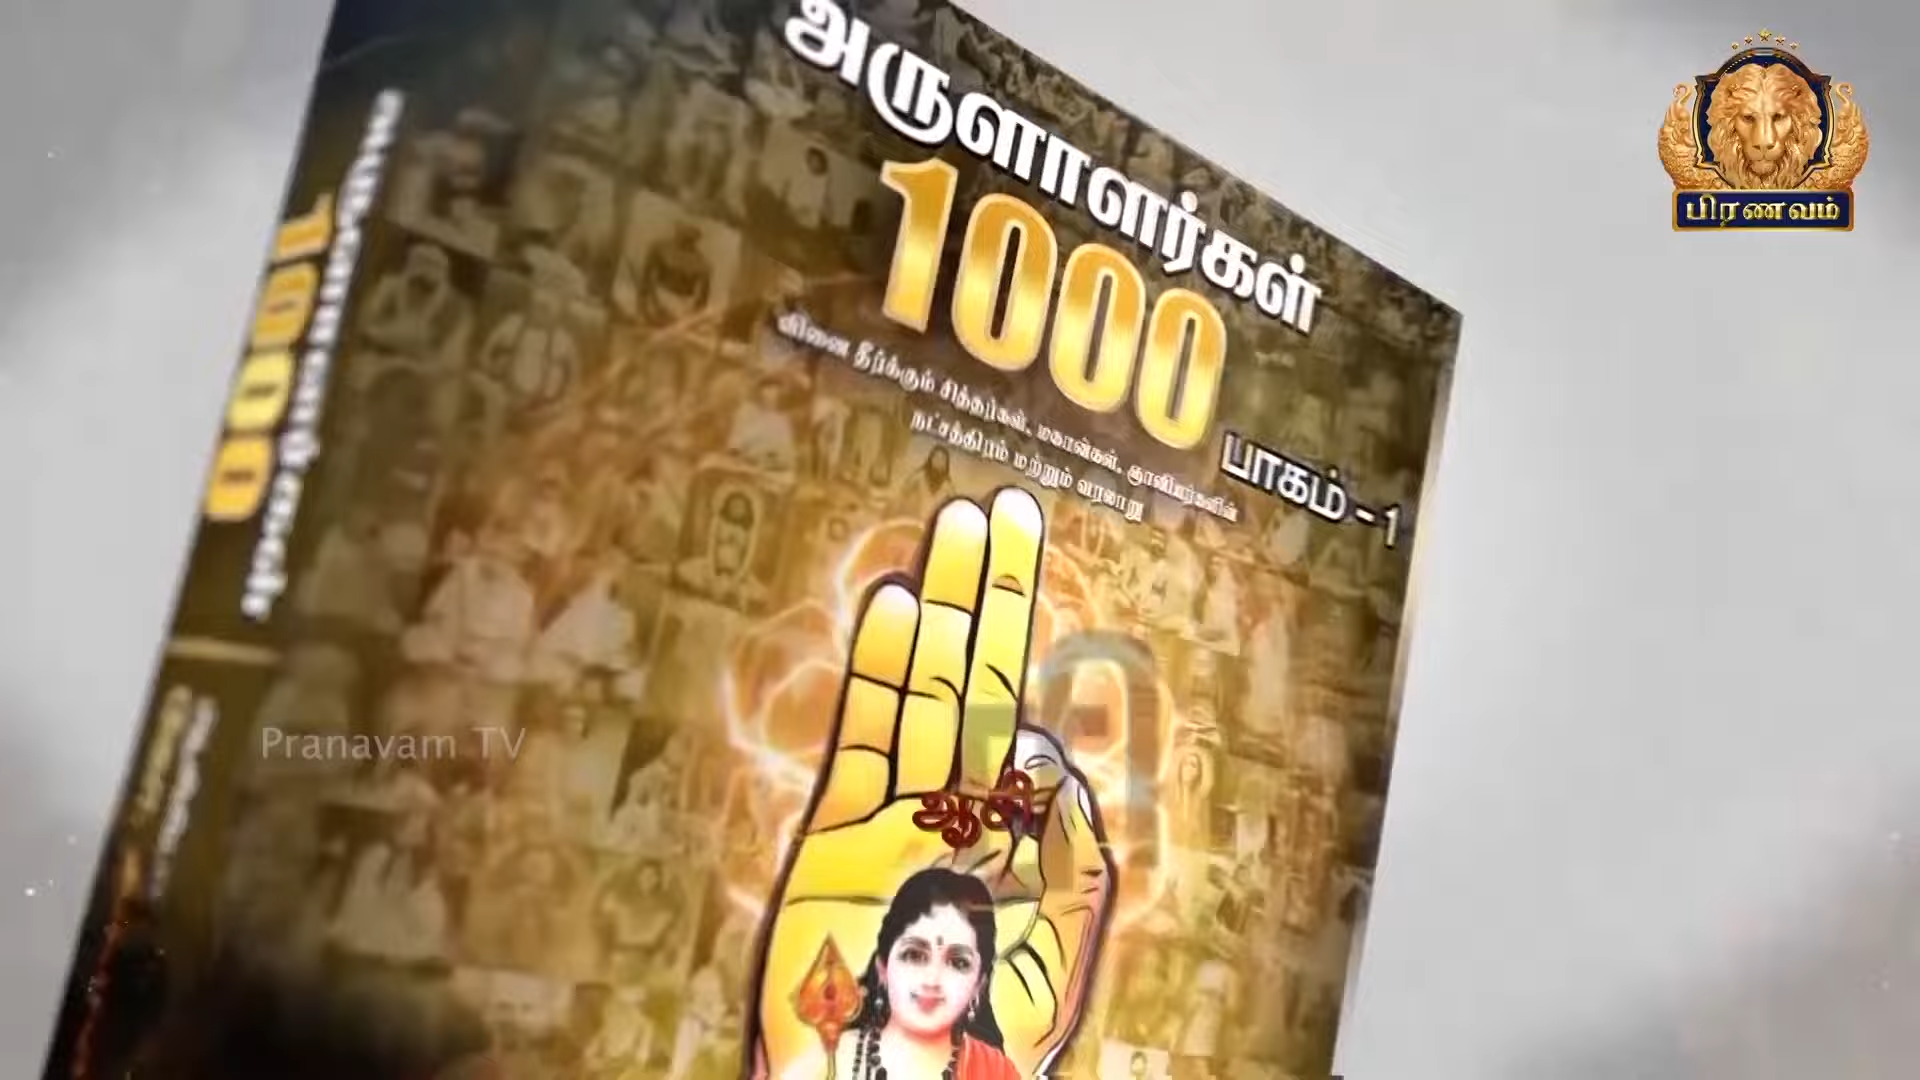 அருளாளர்கள்
1000
வினை தீர்க்கும் சித்தர்கள், மகான்கள், ஞானியர்களின்
நட்சத்திரம் மற்றும் வரலாறு
பாகம் - 1
ஆசி
பிரணவம்
Pranavam TV
1000